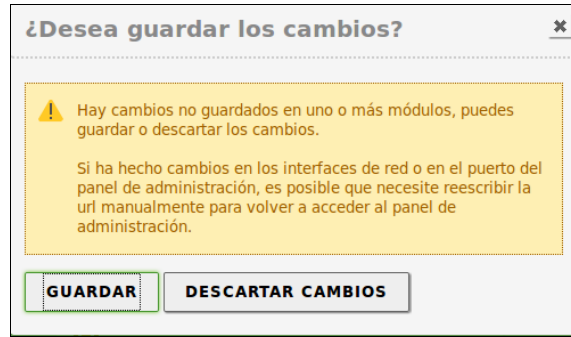 ¿Desea guardar los cambios?
Hay cambios no guardados en uno o más módulos, puedes
guardar o descartar los cambios.
Si ha hecho cambios en los interfaces de red o en el puerto del
panel de administración, es posible que necesite reescribir la
url manualmente para volver a acceder al panel de
administración.
GUARDAR
DESCARTAR CAMBIOS